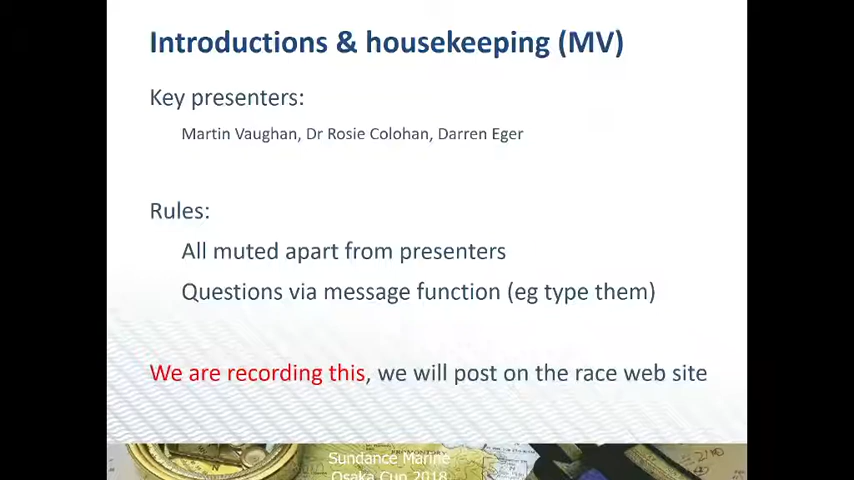 Introductions & housekeeping (MV)
Key presenters:
Martin Vaughan, Dr Rosie Colohan, Darren Eger
Rules:
All muted apart from presenters
Questions via message function (eg type them)
We are recording this, we will post on the race web site
Sundance Marine
Osaka Cup 2018